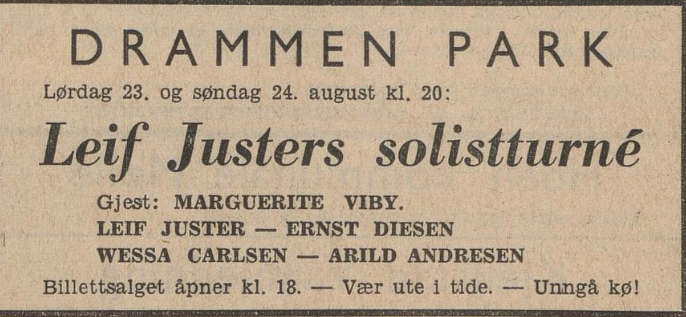 DRAMMEN PARK
Lørdag 23. og søndag 24. august kl. 20:
Leif Justers solistturné
Gjest: MARGUERITE VIBY.
LEIF JUSTER — ERNST DIESEN
WESSA CARLSEN — ARILD ANDRESEN
Billettsalget åpner kl. 18. — Vær ute i tide. — Unngå kø!